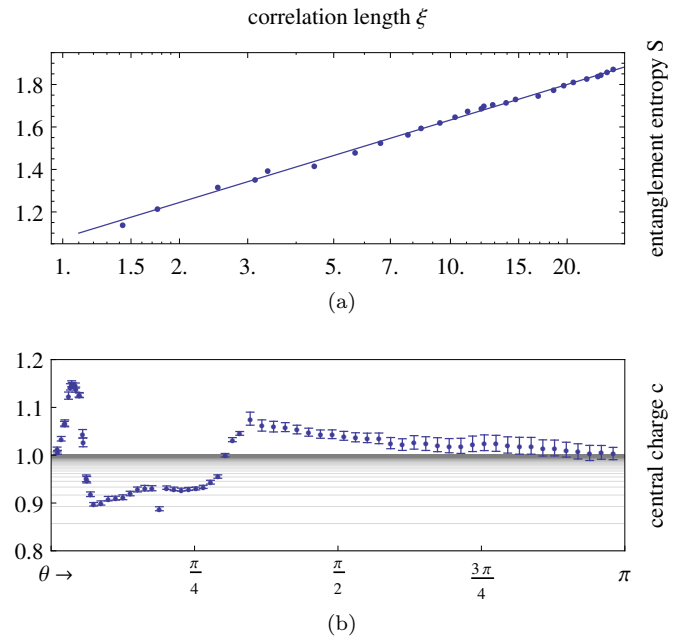 correlation length ξ
entanglement entropy S
1.8
1.6
1.4
1.2
1. 1.5 2. 3. 5. 7. 10. 15. 20.
(a)
1.2
1.1
1.0
0.9
0.8
central charge c
θ → π/4 π/2 3π/4 π
(b)